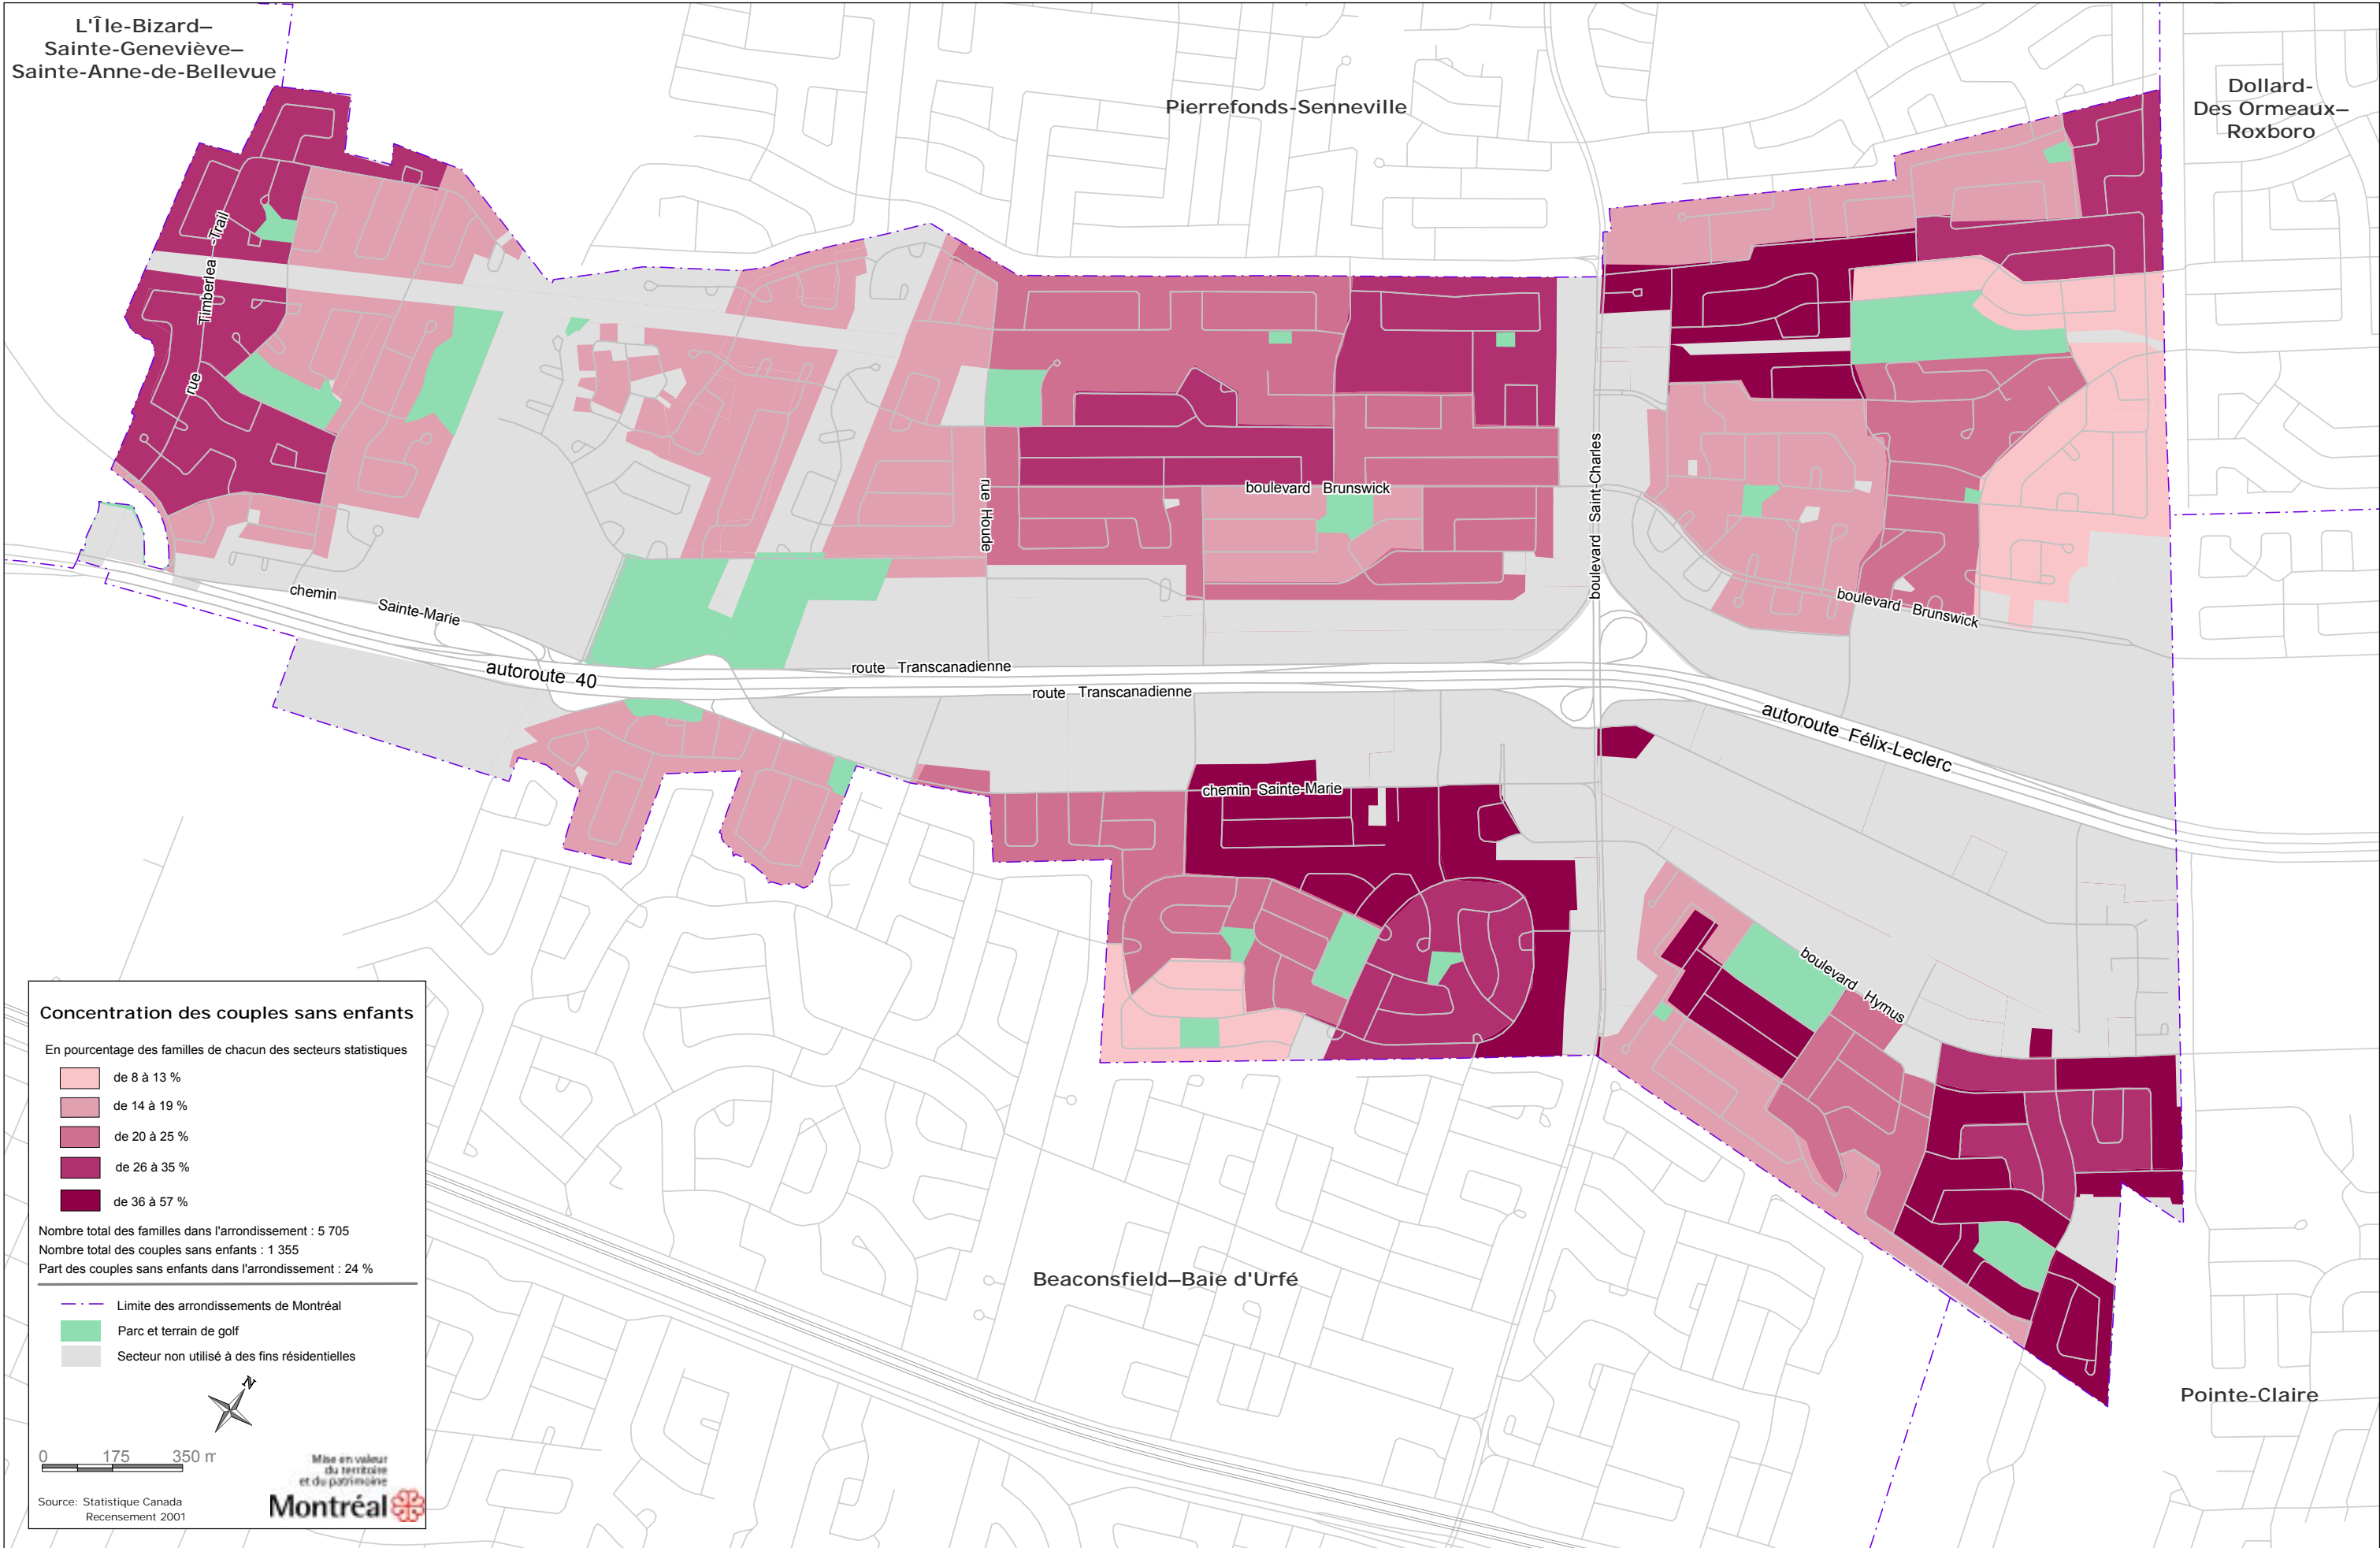 L'Île-Bizard–
Sainte-Geneviève–
Sainte-Anne-de-Bellevue
Pierrefonds-Senneville
Dollard-
Des Ormeaux–
Roxboro
rue Timberlea -Trail
rue Houde
boulevard Brunswick
boulevard Saint-Charles
boulevard Brunswick
chemin Sainte-Marie
autoroute 40
route Transcanadienne
route Transcanadienne
autoroute Félix-Leclerc
chemin Sainte-Marie
boulevard Hymus
Beaconsfield–Baie d'Urfé
Pointe-Claire
Concentration des couples sans enfants
En pourcentage des familles de chacun des secteurs statistiques
de 8 à 13 %
de 14 à 19 %
de 20 à 25 %
de 26 à 35 %
de 36 à 57 %
Nombre total des familles dans l'arrondissement : 5 705
Nombre total des couples sans enfants : 1 355
Part des couples sans enfants dans l'arrondissement : 24 %
Limite des arrondissements de Montréal
Parc et terrain de golf
Secteur non utilisé à des fins résidentielles
N
0 175 350 m
Mise en valeur
du territoire
et du patrimoine
Montréal
Source: Statistique Canada
Recensement 2001